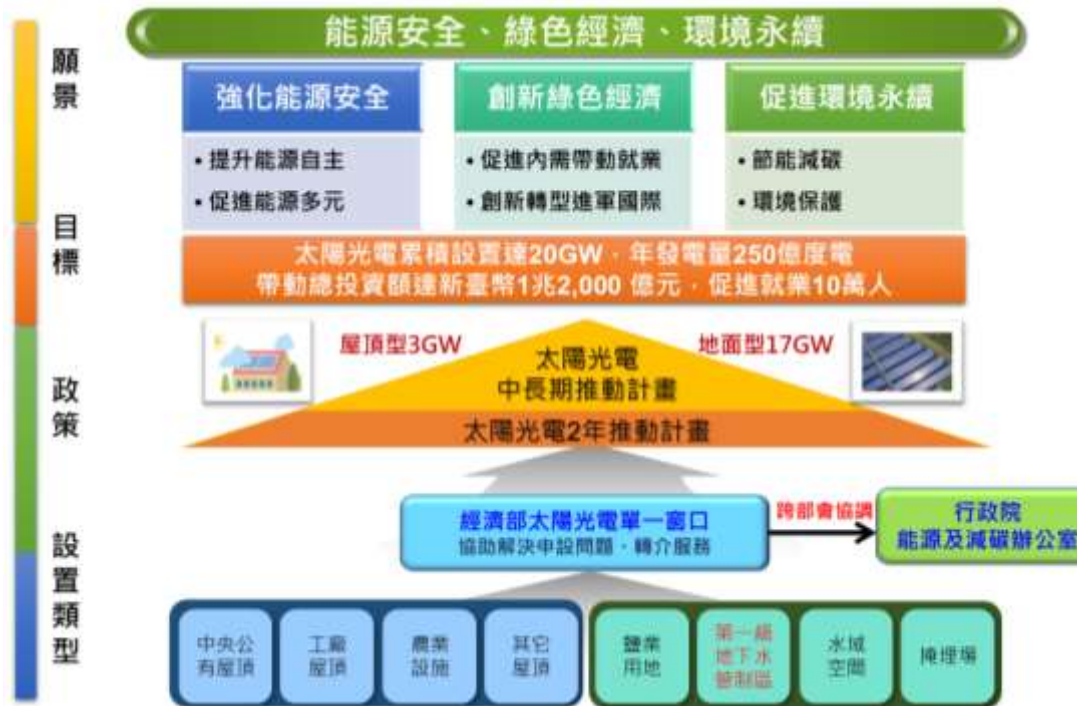 能源安全、綠色經濟、環境永續
願景
強化能源安全
創新綠色經濟
促進環境永續
• 提升能源自主
• 促進能源多元
• 促進內需帶動就業
• 創新轉型進軍國際
• 節能減碳
• 環境保護
目標
太陽光電累積設置達20GW，年發電量250億度電
帶動總投資額達新臺幣1兆2,000 億元，促進就業10萬人
政策
屋頂型3GW
地面型17GW
太陽光電
中長期推動計畫
太陽光電2年推動計畫
經濟部太陽光電單一窗口
協助解決申設問題、轉介服務
跨部會協調
行政院
能源及減碳辦公室
設置類型
中央公
有屋頂
工廠
屋頂
農業
設施
其它
屋頂
鹽業
用地
第一級
地下水
管制區
水域
空間
掩埋場